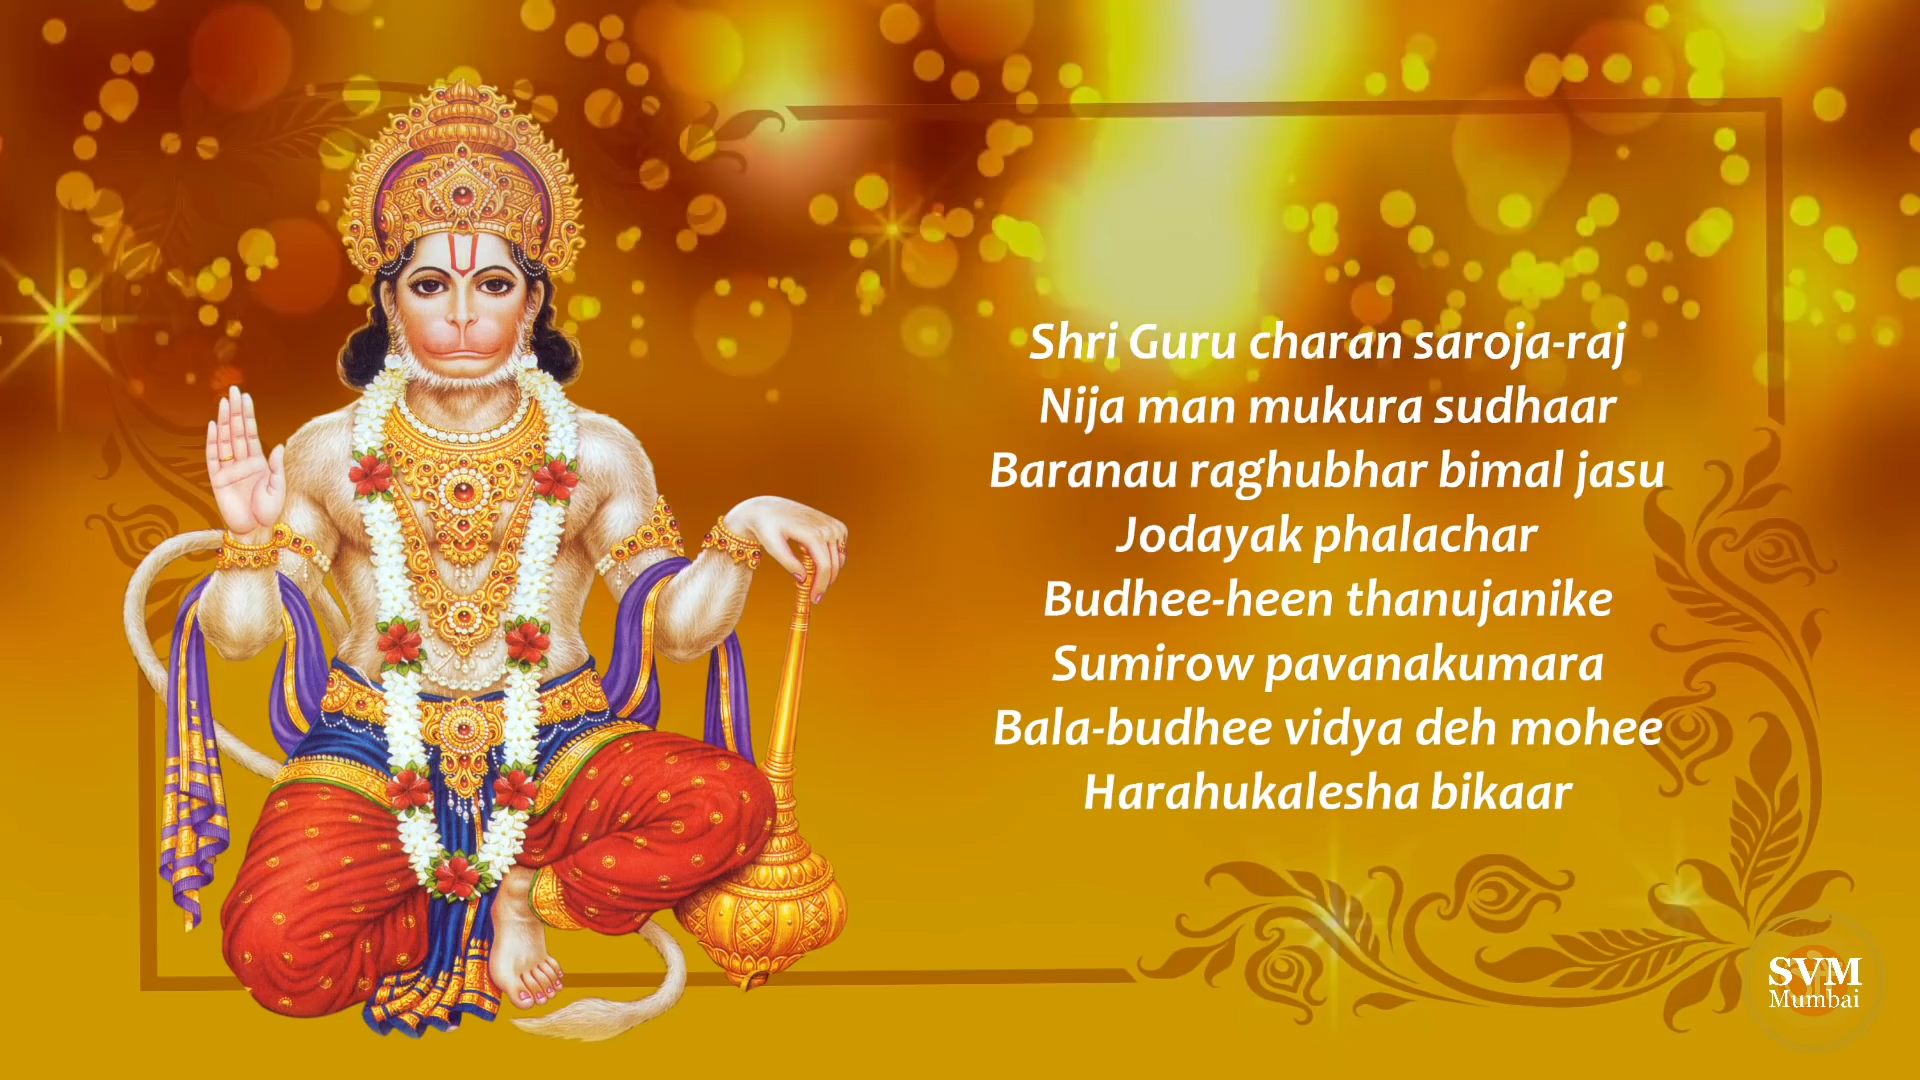 Shri Guru charan saroja-raj
Nija man mukura sudhaar
Baranau raghubhar bimal jasu
Jodayak phalachar
Budhee-heen thanujanike
Sumirow pavanakumara
Bala-budhee vidya deh mohee
Harahukalesha bikaar
SVM
Mumbai